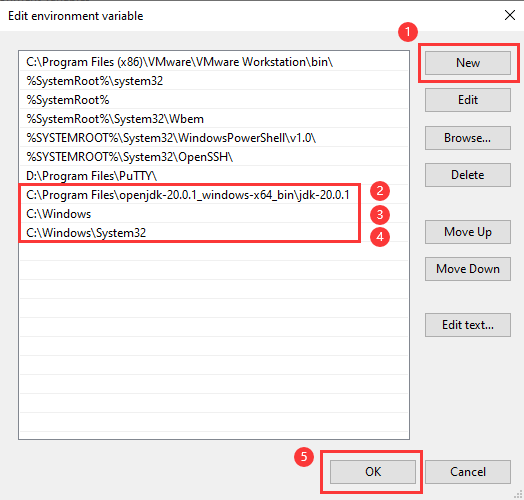 Edit environment variable
1
C:\Program Files (x86)\VMware\VMware Workstation\bin\
New
%SystemRoot%\system32
%SystemRoot%
Edit
%SystemRoot%\System32\Wbem
%SYSTEMROOT%\System32\WindowsPowerShell\v1.0\
Browse...
%SYSTEMROOT%\System32\OpenSSH\
D:\Program Files\PuTTY\
Delete
C:\Program Files\openjdk-20.0.1_windows-x64_bin\jdk-20.0.1
2
C:\Windows
3
C:\Windows\System32
4
Move Up
Move Down
Edit text...
5
OK
Cancel